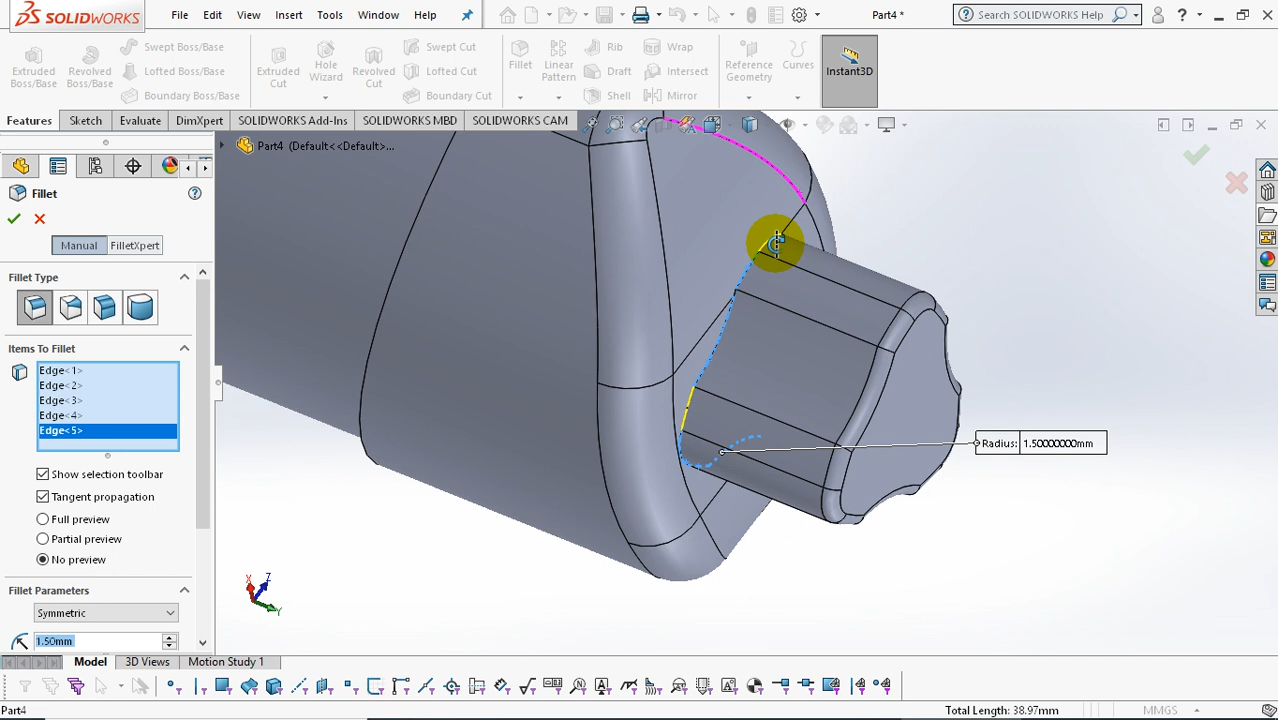 SOLIDWORKS File Edit View Insert Tools Window Help Part4 * Search SOLIDWORKS Help
Extruded Boss/Base Revolved Boss/Base Swept Boss/Base Lofted Boss/Base Boundary Boss/Base Extruded Cut Hole Wizard Revolved Cut Swept Cut Lofted Cut Boundary Cut Fillet Linear Pattern Rib Draft Shell Wrap Intersect Mirror Reference Geometry Curves Instant3D
Features Sketch Evaluate DimXpert SOLIDWORKS Add-Ins SOLIDWORKS MBD SOLIDWORKS CAM
Part4 (Default<<Default>...
Fillet
Manual FilletXpert
Fillet Type
Items To Fillet
Edge<1>
Edge<2>
Edge<3>
Edge<4>
Edge<5>
Radius: 1.50000000mm
Show selection toolbar
Tangent propagation
Full preview
Partial preview
No preview
Fillet Parameters
Symmetric
1.50mm
X Z Y
Model 3D Views Motion Study 1
Part4 Total Length: 38.97mm MMGS